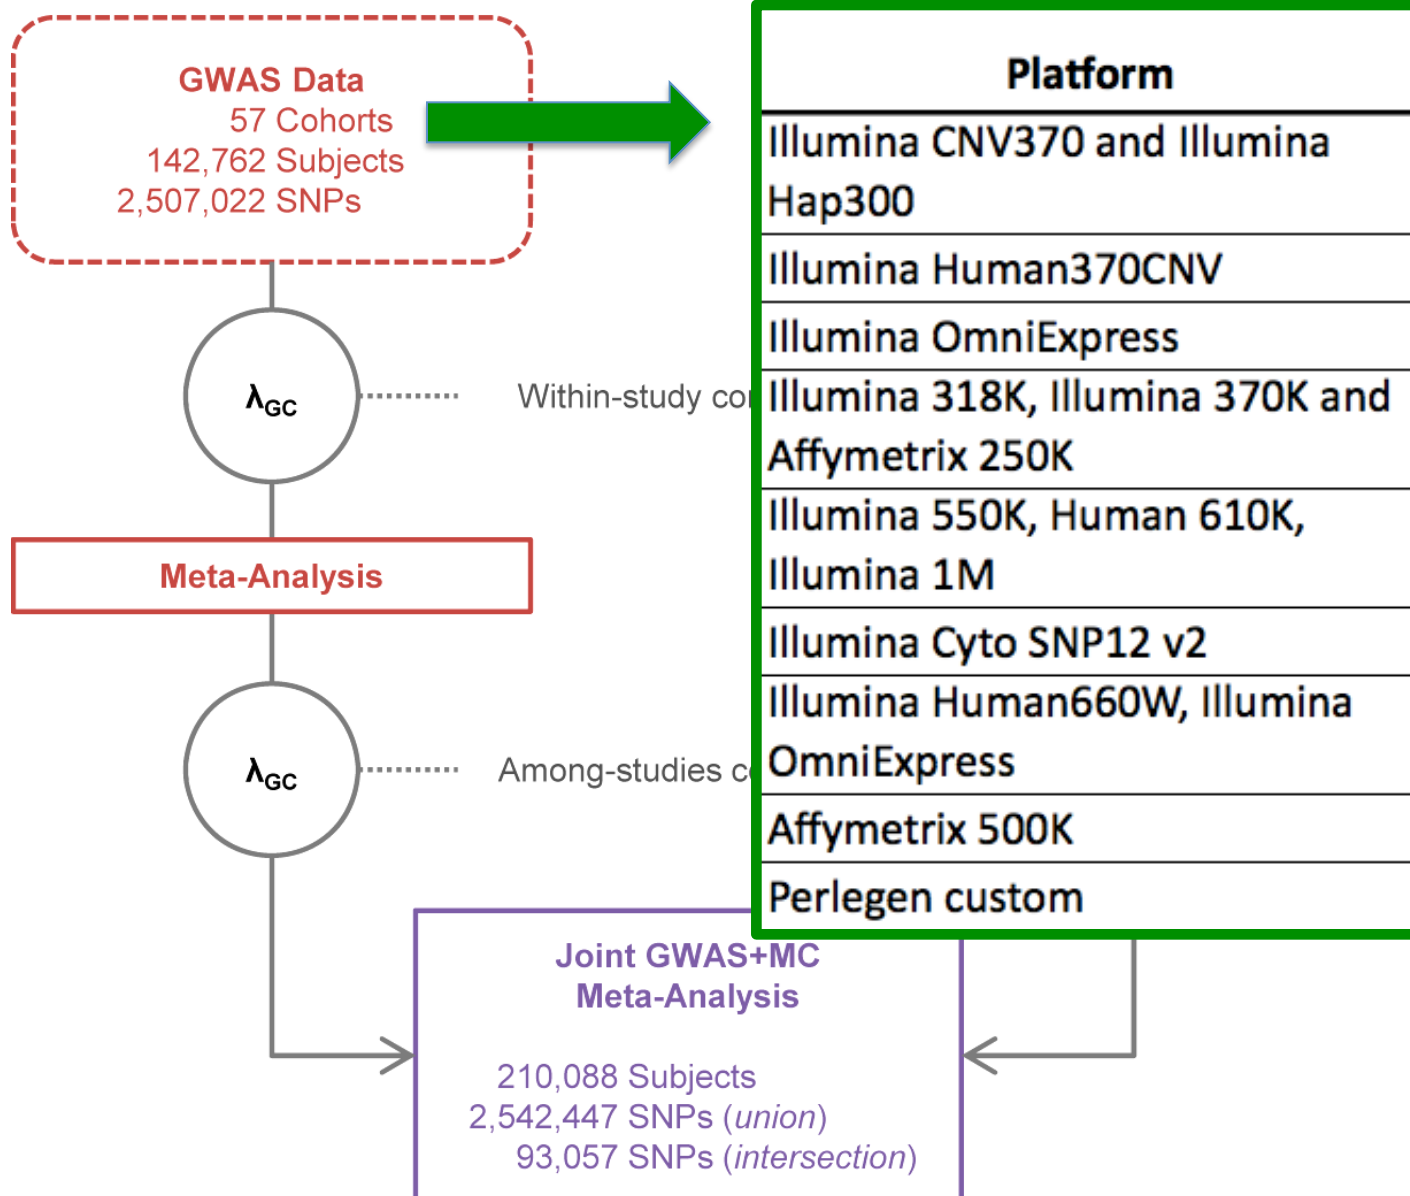 GWAS Data
57 Cohorts
142,762 Subjects
2,507,022 SNPs
λGC
Within-study
Meta-Analysis
λGC
Among-studies
Platform
Illumina CNV370 and Illumina
Hap300
Illumina Human370CNV
Illumina OmniExpress
Illumina 318K, Illumina 370K and
Affymetrix 250K
Illumina 550K, Human 610K,
Illumina 1M
Illumina Cyto SNP12 v2
Illumina Human660W, Illumina
OmniExpress
Affymetrix 500K
Perlegen custom
Joint GWAS+MC
Meta-Analysis
210,088 Subjects
2,542,447 SNPs (union)
93,057 SNPs (intersection)